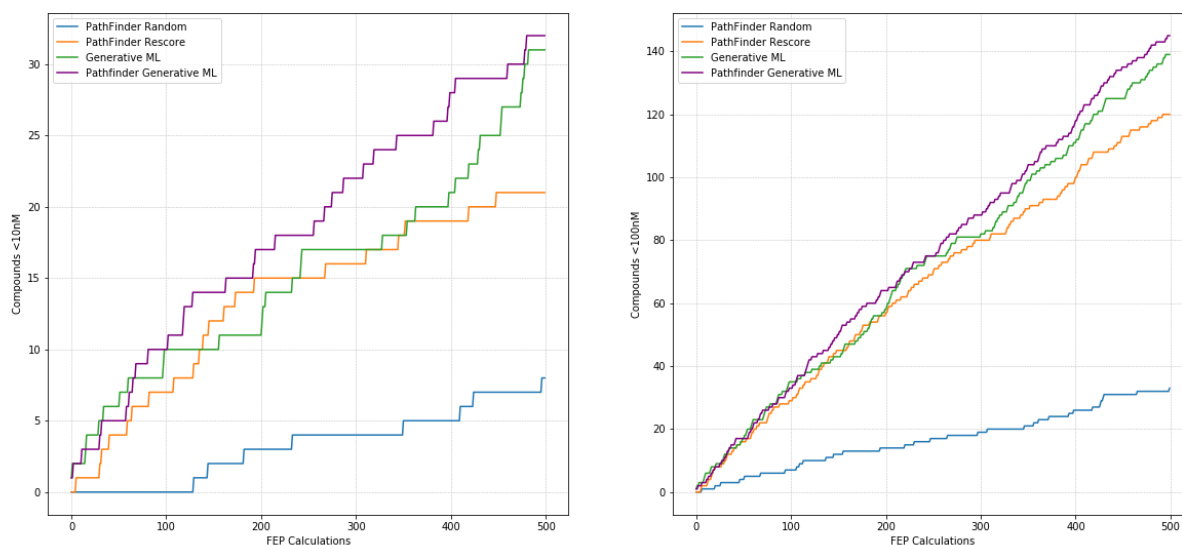 PathFinder Random
PathFinder Rescore
Generative ML
Pathfinder Generative ML
Compounds <10nM
30
25
20
15
10
5
0
0 100 200 300 400 500
FEP Calculations
PathFinder Random
PathFinder Rescore
Generative ML
Pathfinder Generative ML
Compounds <100nM
140
120
100
80
60
40
20
0
0 100 200 300 400 500
FEP Calculations